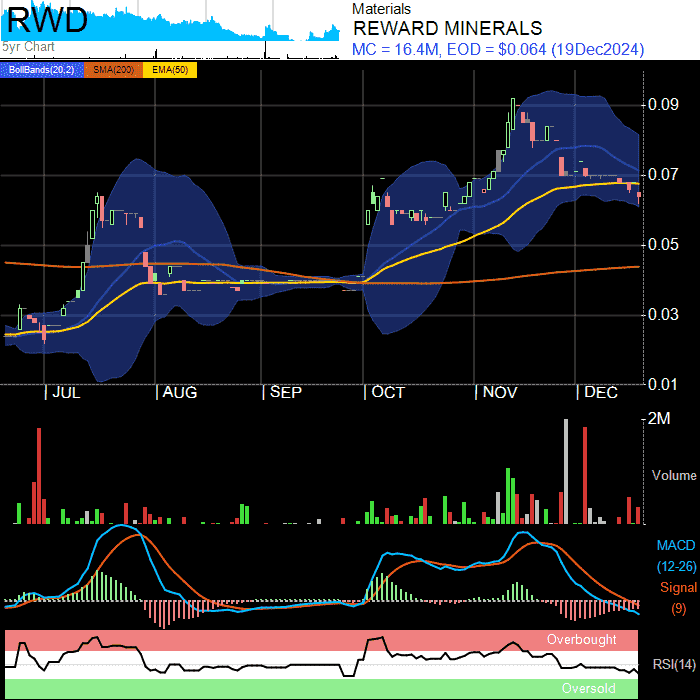 RWD
5yr Chart
Materials
REWARD MINERALS
MC = 16.4M, EOD = $0.064 (19Dec2024)
BollBands(20,2) SMA(200) EMA(50)
0.09
0.07
0.05
0.03
0.01
| JUL | AUG | SEP | OCT | NOV | DEC
2M
Volume
MACD
(12-26)
Signal
(9)
Overbought
RSI(14)
Oversold